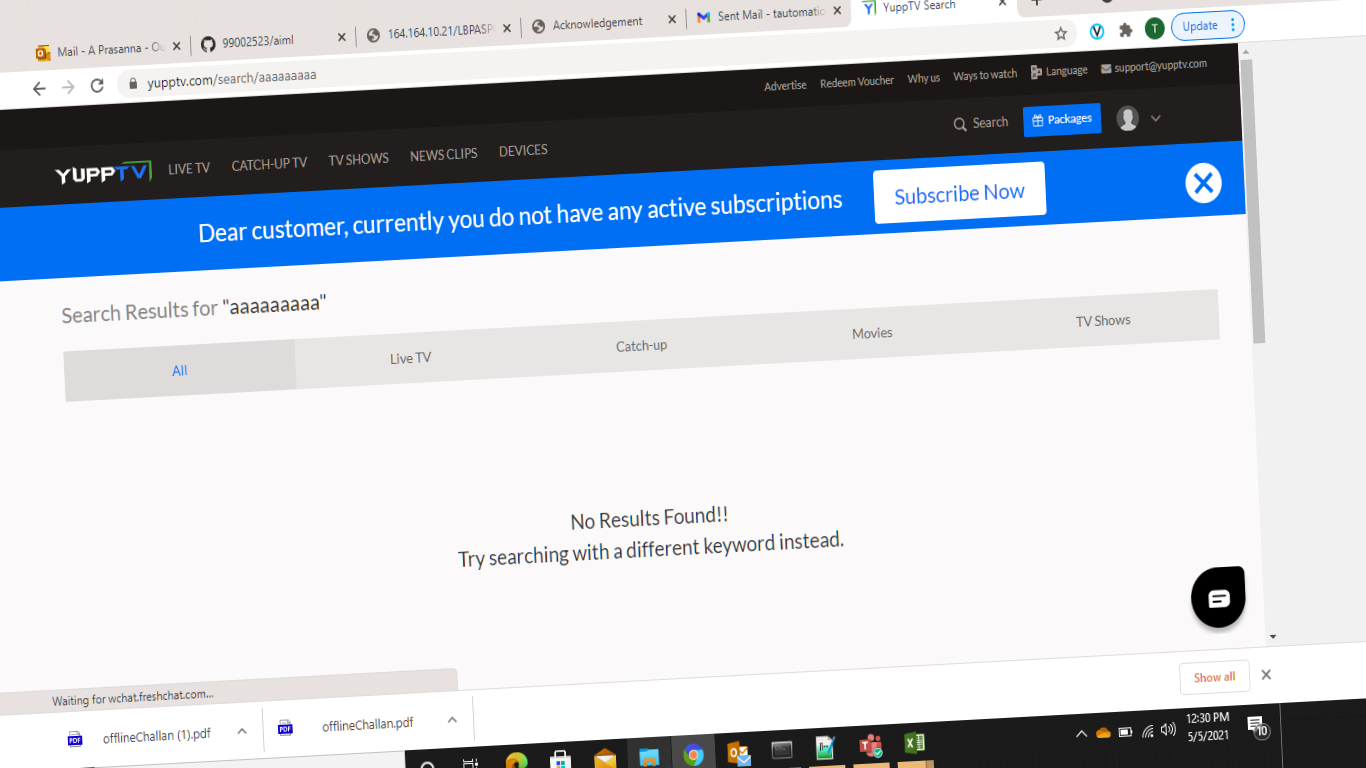 Mail - A Prasanna - Ou
99002523/aiml
164.164.10.21/LBPASP
Acknowledgement
Sent Mail - tautomatic
YuppTV Search
yupptv.com/search/aaaaaaaaa
T
Update
Advertise
Redeem Voucher
Why us
Ways to watch
Language
support@yupptv.com
YUPPTV
LIVE TV
CATCH-UP TV
TV SHOWS
NEWS CLIPS
DEVICES
Search
Packages
Dear customer, currently you do not have any active subscriptions
Subscribe Now
Search Results for "aaaaaaaaa"
All
Live TV
Catch-up
Movies
TV Shows
No Results Found!!
Try searching with a different keyword instead.
Waiting for wchat.freshchat.com...
PDF
offlineChallan (1).pdf
PDF
offlineChallan.pdf
Show all
12:30 PM
5/5/2021
10